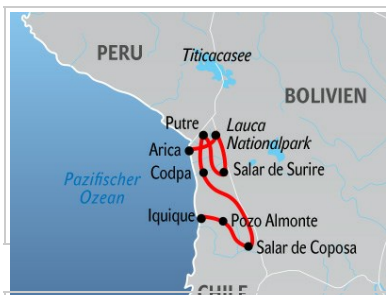 PERU
Titicacasee
BOLIVIEN
Putre
Lauca
Nationalpark
Arica
Salar de Surire
Codpa
Pazifischer
Ozean
Iquique
Pozo Almonte
Salar de Coposa
CHILE